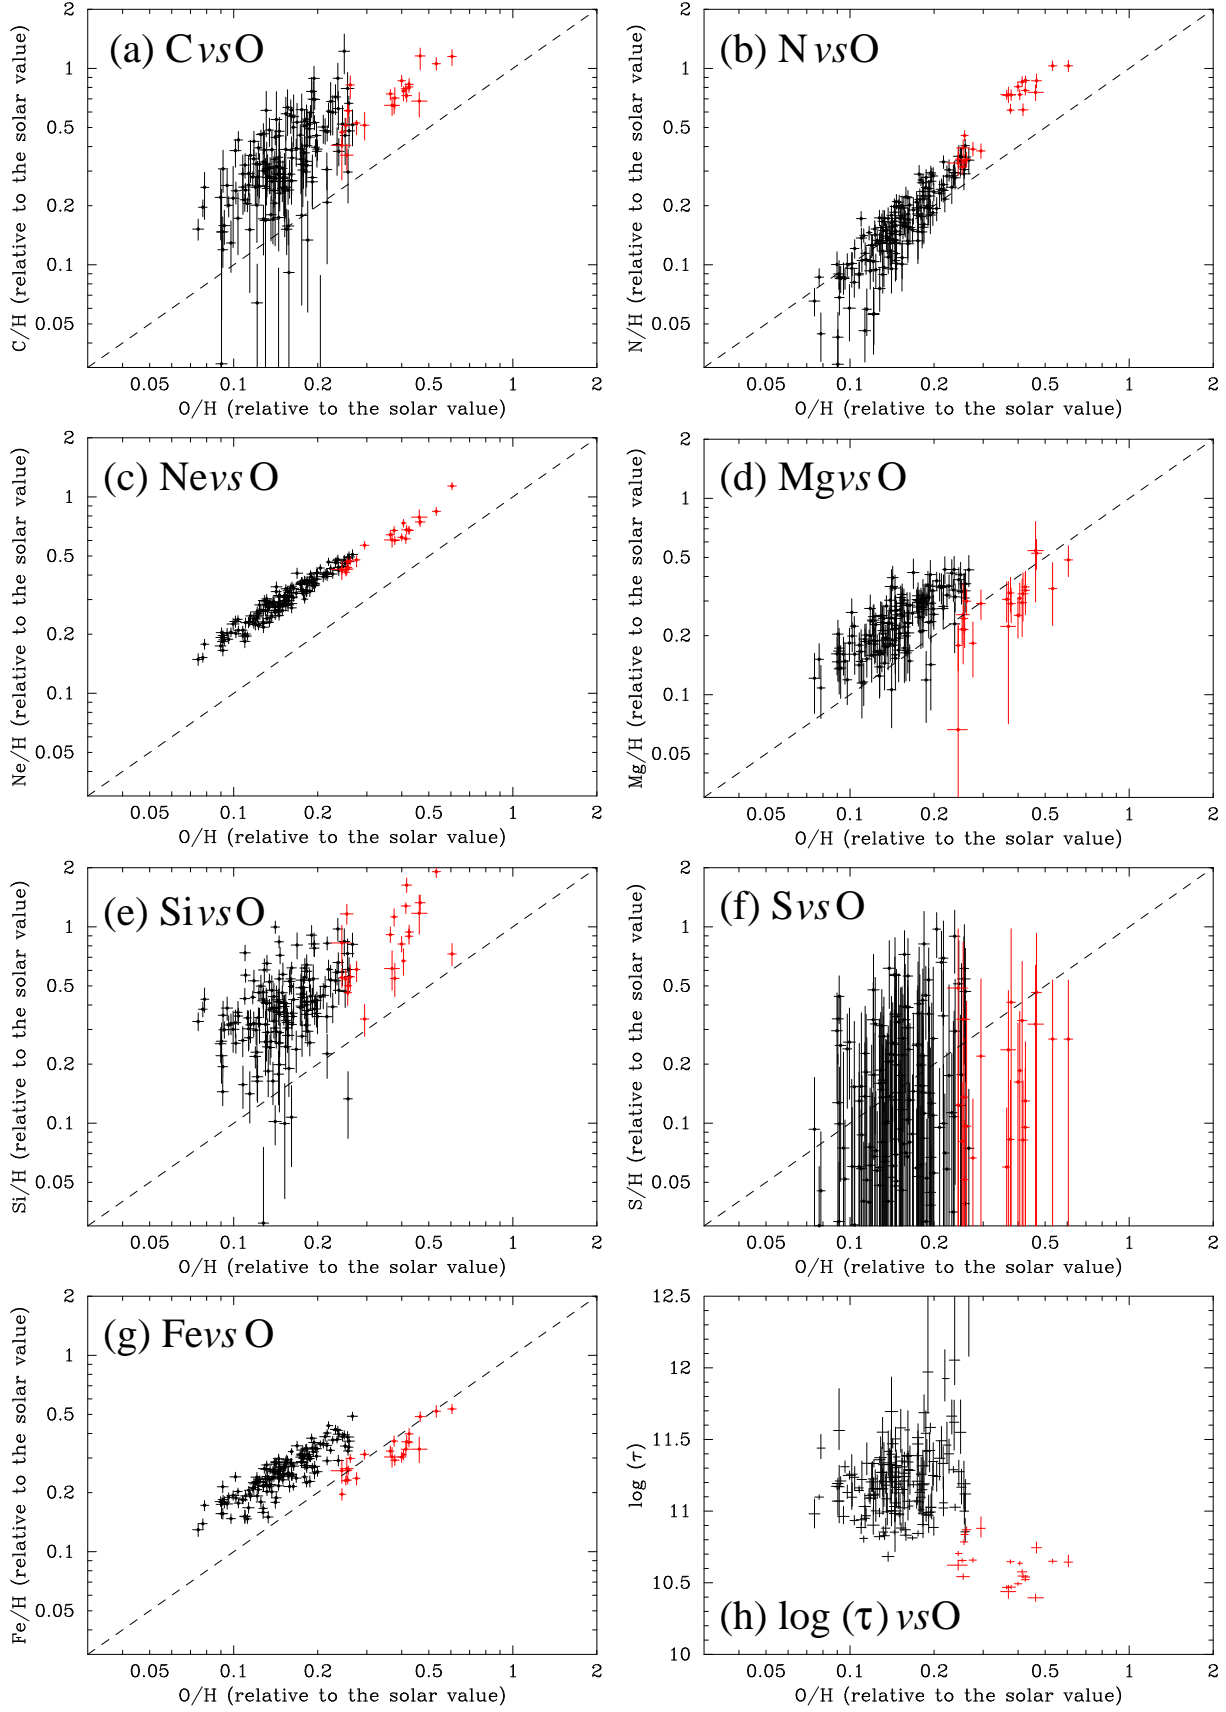 (a) C vs O
C/H (relative to the solar value)
2
1
0.5
0.2
0.1
0.05
0.05 0.1 0.2 0.5 1 2
O/H (relative to the solar value)
(b) N vs O
N/H (relative to the solar value)
2
1
0.5
0.2
0.1
0.05
0.05 0.1 0.2 0.5 1 2
O/H (relative to the solar value)
(c) Ne vs O
Ne/H (relative to the solar value)
2
1
0.5
0.2
0.1
0.05
0.05 0.1 0.2 0.5 1 2
O/H (relative to the solar value)
(d) Mg vs O
Mg/H (relative to the solar value)
2
1
0.5
0.2
0.1
0.05
0.05 0.1 0.2 0.5 1 2
O/H (relative to the solar value)
(e) Si vs O
Si/H (relative to the solar value)
2
1
0.5
0.2
0.1
0.05
0.05 0.1 0.2 0.5 1 2
O/H (relative to the solar value)
(f) S vs O
S/H (relative to the solar value)
2
1
0.5
0.2
0.1
0.05
0.05 0.1 0.2 0.5 1 2
O/H (relative to the solar value)
(g) Fe vs O
Fe/H (relative to the solar value)
2
1
0.5
0.2
0.1
0.05
0.05 0.1 0.2 0.5 1 2
O/H (relative to the solar value)
(h) log (τ) vs O
log (τ)
12.5
12
11.5
11
10.5
10
0.05 0.1 0.2 0.5 1 2
O/H (relative to the solar value)